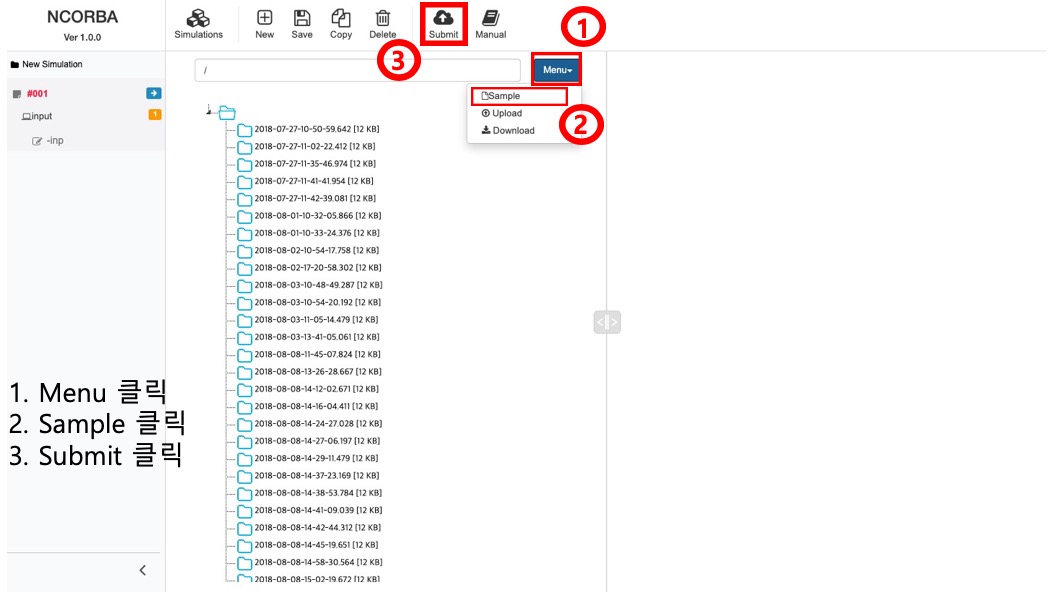 NCORBA
Ver 1.0.0
Simulations
New
Save
Copy
Delete
Submit
Manual
1
New Simulation
3
/
Menu
#001
Sample
input
1
Upload
2
-inp
Download
2018-07-27-10-50-59.642 [12 KB]
2018-07-27-11-02-22.412 [12 KB]
2018-07-27-11-35-46.974 [12 KB]
2018-07-27-11-41-41.954 [12 KB]
2018-07-27-11-42-39.081 [12 KB]
2018-08-01-10-32-05.866 [12 KB]
2018-08-01-10-33-24.376 [12 KB]
2018-08-02-10-54-17.758 [12 KB]
2018-08-02-17-20-58.302 [12 KB]
2018-08-03-10-48-49.287 [12 KB]
2018-08-03-10-54-20.192 [12 KB]
2018-08-03-11-05-14.479 [12 KB]
2018-08-03-13-41-05.061 [12 KB]
2018-08-08-11-45-07.824 [12 KB]
2018-08-08-13-26-28.667 [12 KB]
2018-08-08-14-12-02.671 [12 KB]
2018-08-08-14-16-04.411 [12 KB]
2018-08-08-14-24-27.028 [12 KB]
2018-08-08-14-27-06.197 [12 KB]
2018-08-08-14-29-11.479 [12 KB]
2018-08-08-14-37-23.169 [12 KB]
2018-08-08-14-38-53.784 [12 KB]
2018-08-08-14-41-09.039 [12 KB]
2018-08-08-14-42-44.312 [12 KB]
2018-08-08-14-45-19.651 [12 KB]
2018-08-08-14-58-30.564 [12 KB]
2018-08-08-15-02-19.672 [12 KB]
1. Menu 클릭
2. Sample 클릭
3. Submit 클릭